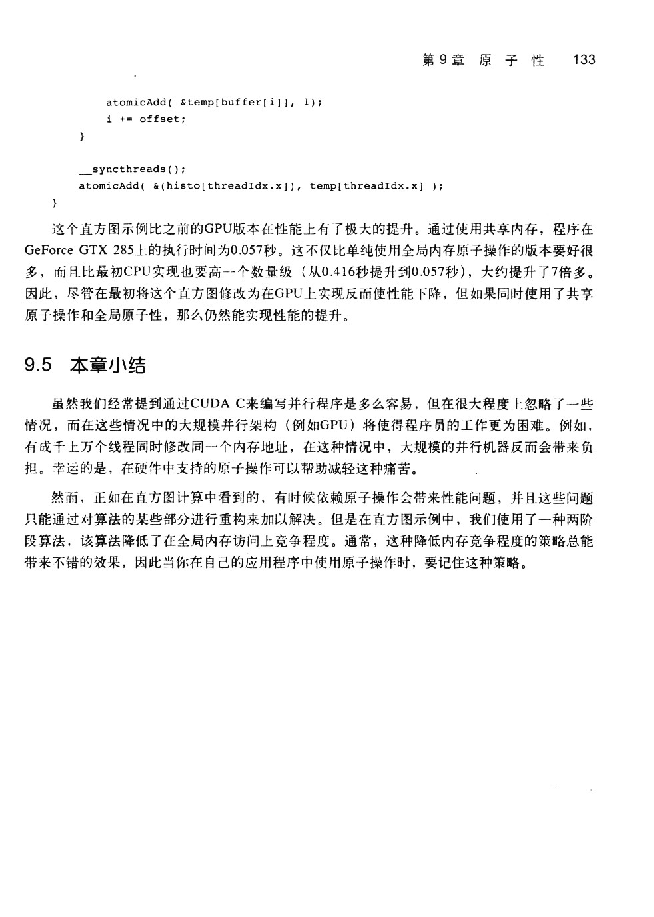 第9章 原 子 性 133
atomicAdd( &temp[buffer[i]], 1);
i += offset;
}
__syncthreads();
atomicAdd( &(histo[threadIdx.x]), temp[threadIdx.x] );
}
这个直方图示例比之前的GPU版本在性能上有了极大的提升。通过使用共享内存，程序在
GeForce GTX 285上的执行时间为0.057秒。这不仅比单纯使用全局内存原子操作的版本要好很
多，而且比最初CPU实现也要高一个数量级（从0.416秒提升到0.057秒），大约提升了7倍多。
因此，尽管在最初将这个直方图修改为在GPU上实现反而使性能下降，但如果同时使用了共享
原子操作和全局原子性，那么仍然能实现性能的提升。
9.5 本章小结
虽然我们经常提到通过CUDA C来编写并行程序是多么容易，但在很大程度上忽略了一些
情况，而在这些情况中的大规模并行架构（例如GPU）将使得程序员的工作更为困难。例如，
有成千上万个线程同时修改同一个内存地址，在这种情况中，大规模的并行机器反而会带来负
担。幸运的是，在硬件中支持的原子操作可以帮助减轻这种痛苦。
然而，正如在直方图计算中看到的，有时候依赖原子操作会带来性能问题，并且这些问题
只能通过对算法的某些部分进行重构来加以解决。但是在直方图示例中，我们使用了一种两阶
段算法，该算法降低了在全局内存访问上竞争程度。通常，这种降低内存竞争程度的策略总能
带来不错的效果，因此当你在自己的应用程序中使用原子操作时，要记住这种策略。